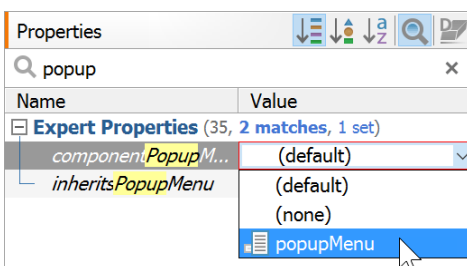 Properties
popup
Name Value
Expert Properties (35, 2 matches, 1 set)
componentPopupM... (default)
inheritsPopupMenu (default)
(none)
popupMenu